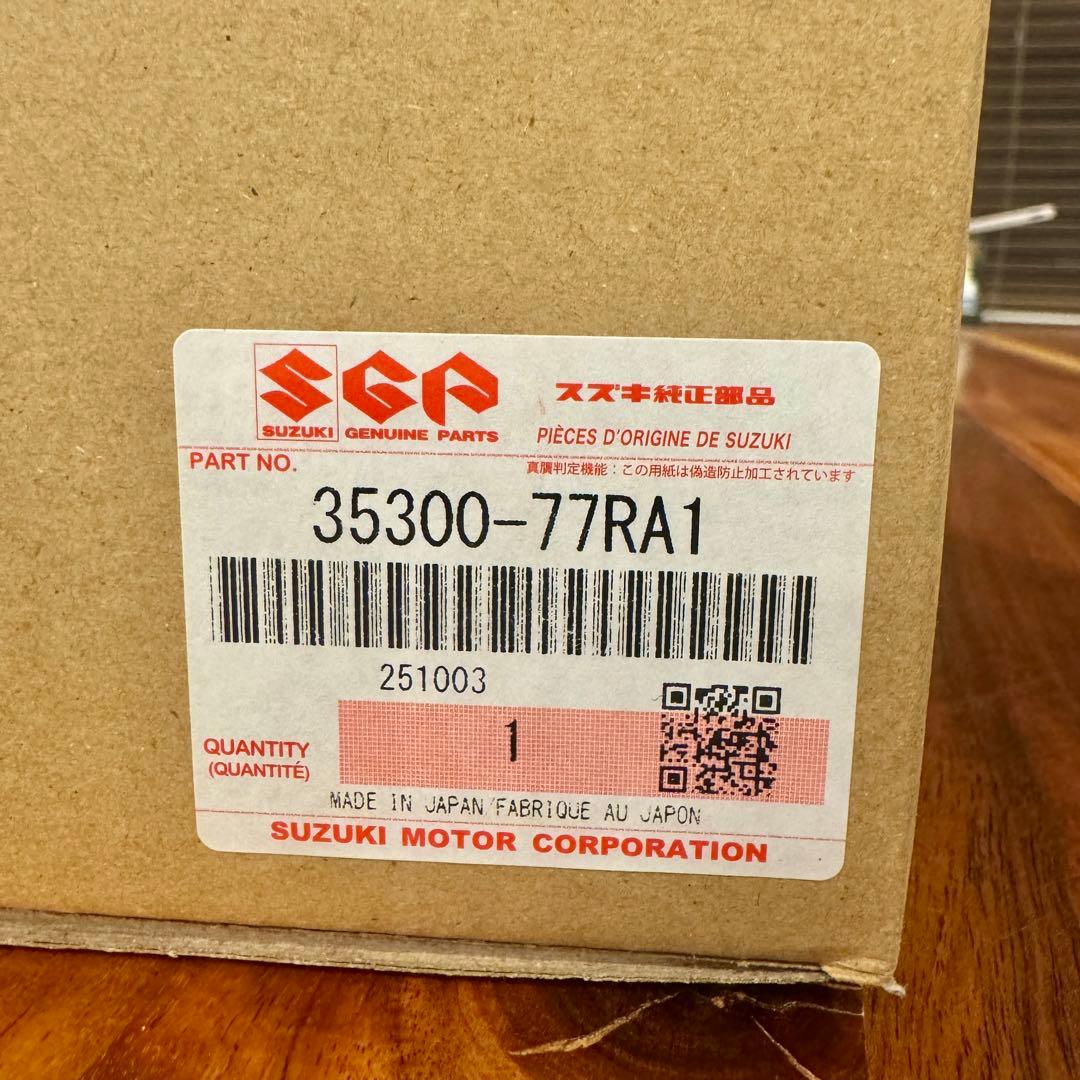 SGP
SUZUKI GENUINE PARTS
スズキ純正部品
PIÈCES D'ORIGINE DE SUZUKI
PART NO.
真贋判定機能：この用紙は偽造防止加工されています
35300-77RA1
251003
QUANTITY
(QUANTITÉ)
1
MADE IN JAPAN/FABRIQUE AU JAPON
SUZUKI MOTOR CORPORATION